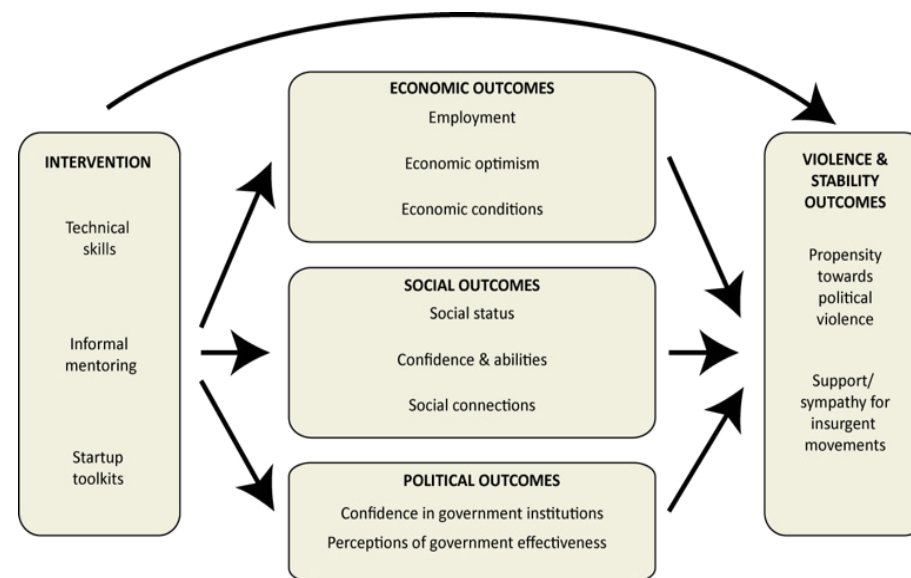 INTERVENTION
Technical
skills
Informal
mentoring
Startup
toolkits
ECONOMIC OUTCOMES
Employment
Economic optimism
Economic conditions
SOCIAL OUTCOMES
Social status
Confidence & abilities
Social connections
POLITICAL OUTCOMES
Confidence in government institutions
Perceptions of government effectiveness
VIOLENCE &
STABILITY
OUTCOMES
Propensity
towards
political
violence
Support/
sympathy for
insurgent
movements